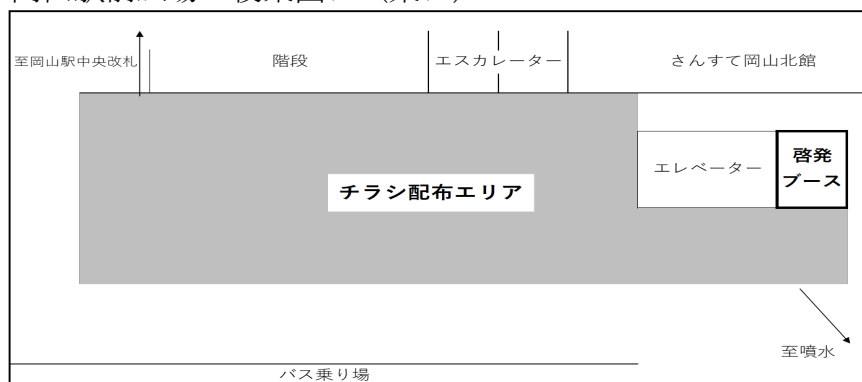 至岡山駅中央改札
階段
エスカレーター
さんすて岡山北館
エレベーター
啓発
ブース
チラシ配布エリア
至噴水
バス乗り場